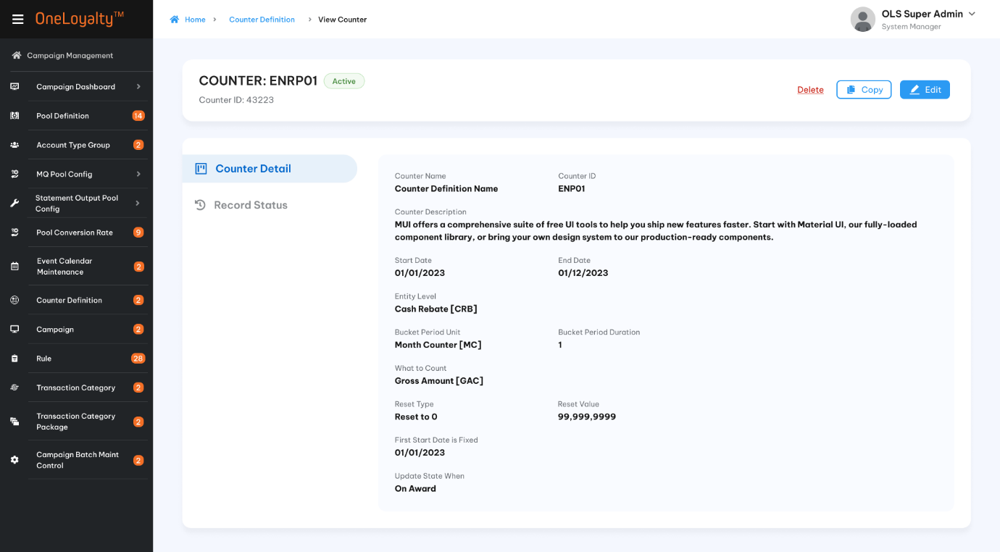 OneLoyalty™
Home > Counter Definition > View Counter
OLS Super Admin
System Manager
Campaign Management
Campaign Dashboard
Pool Definition 14
Account Type Group 2
MQ Pool Config
Statement Output Pool
Config
Pool Conversion Rate 9
Event Calendar
Maintenance 2
Counter Definition 2
Campaign 2
Rule 28
Transaction Category 2
Transaction Category
Package 2
Campaign Batch Maint
Control 2
COUNTER: ENRP01 Active
Counter ID: 43223
Delete Copy Edit
Counter Detail
Record Status
Counter Name Counter ID
Counter Definition Name ENP01
Counter Description
MUI offers a comprehensive suite of free UI tools to help you ship new features faster. Start with Material UI, our fully-loaded
component library, or bring your own design system to our production-ready components.
Start Date End Date
01/01/2023 01/12/2023
Entity Level
Cash Rebate [CRB]
Bucket Period Unit Bucket Period Duration
Month Counter [MC] 1
What to Count
Gross Amount [GAC]
Reset Type Reset Value
Reset to 0 99,999,9999
First Start Date is Fixed
01/01/2023
Update State When
On Award